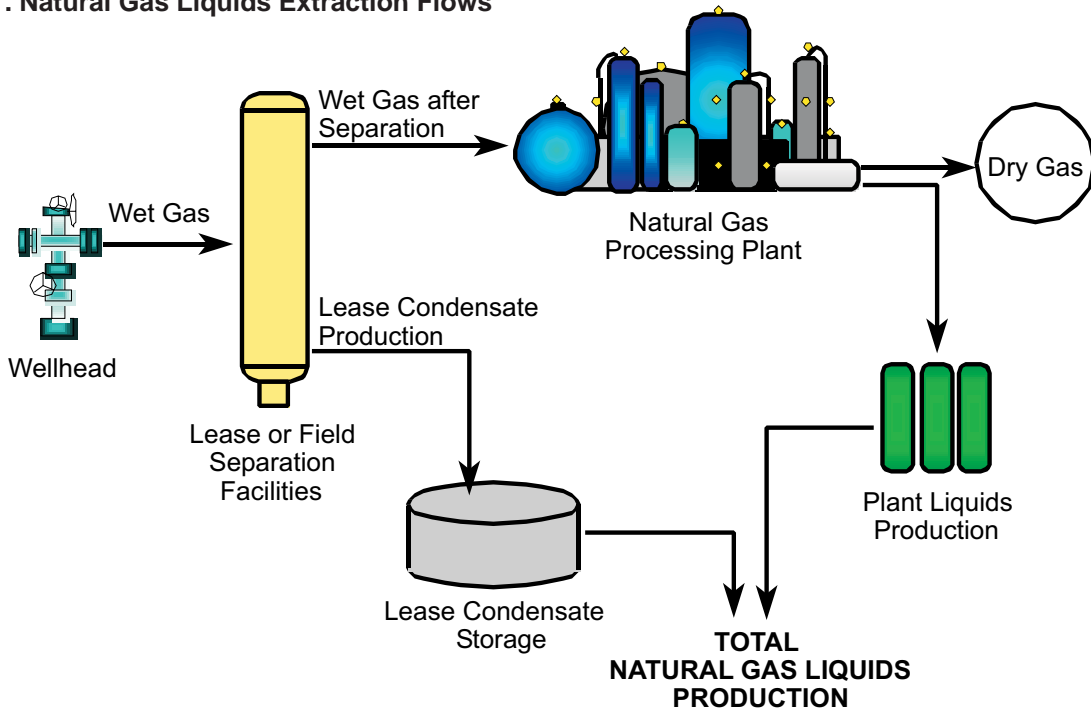 . Natural Gas Liquids Extraction Flows
Wet Gas after
Separation
Dry Gas
Wet Gas
Natural Gas
Processing Plant
Lease Condensate
Production
Wellhead
Lease or Field
Separation
Facilities
Plant Liquids
Production
Lease Condensate
Storage
TOTAL
NATURAL GAS LIQUIDS
PRODUCTION